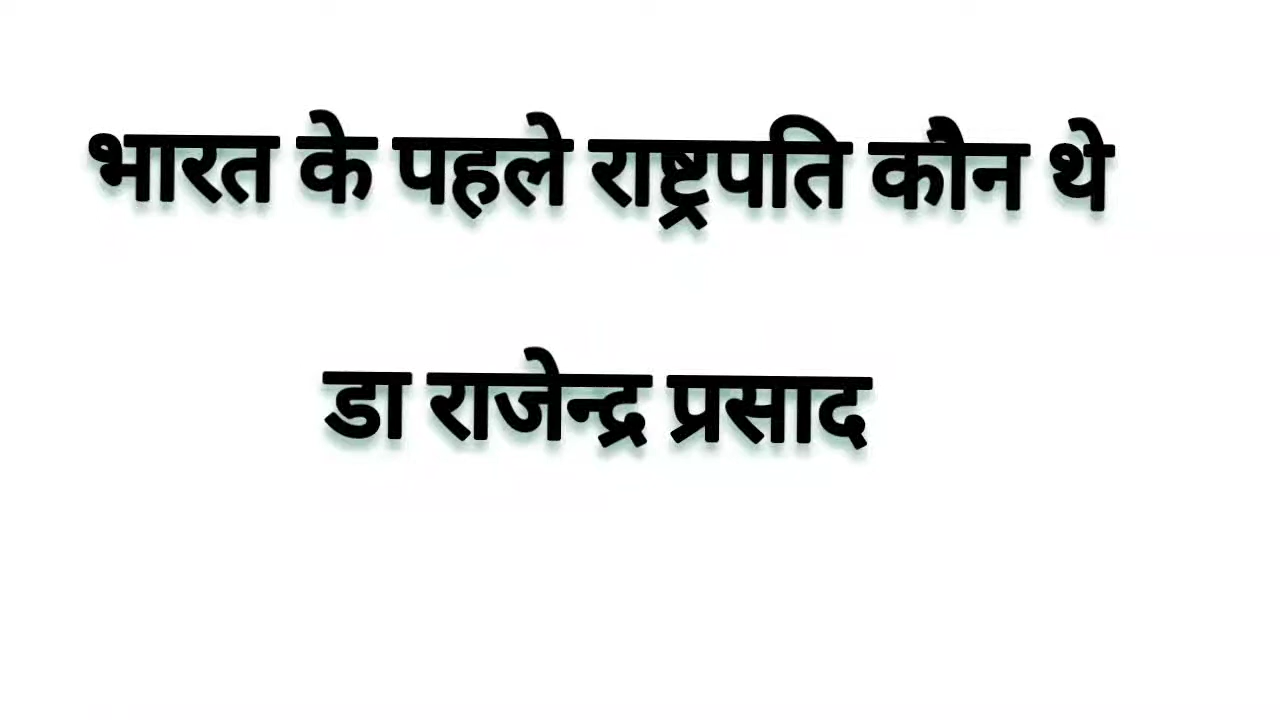 भारत के पहले राष्ट्रपति कौन थे
डा राजेन्द्र प्रसाद